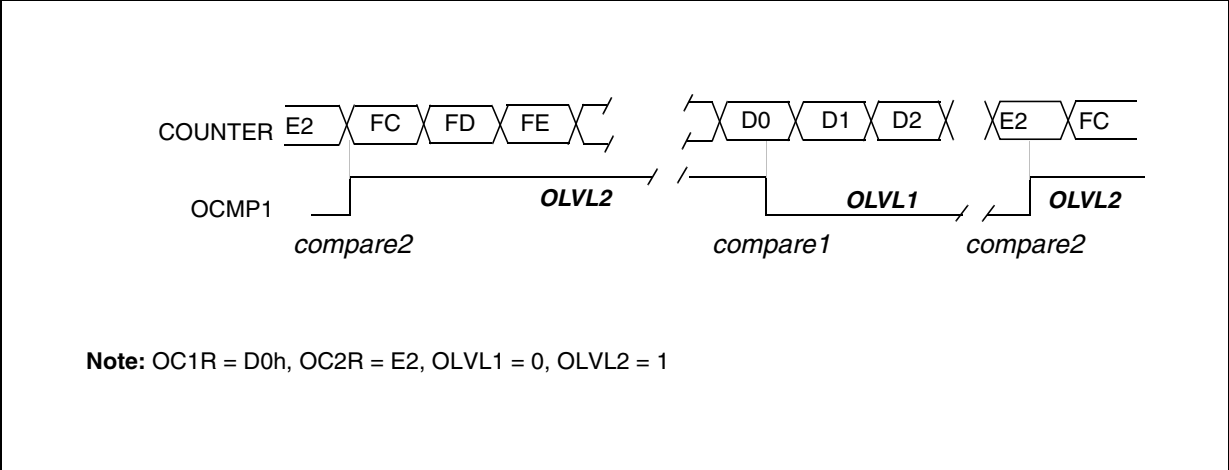 COUNTER E2 FC FD FE D0 D1 D2 E2 FC
OCMP1 OLVL2 OLVL1 OLVL2
compare2 compare1 compare2
Note: OC1R = D0h, OC2R = E2, OLVL1 = 0, OLVL2 = 1